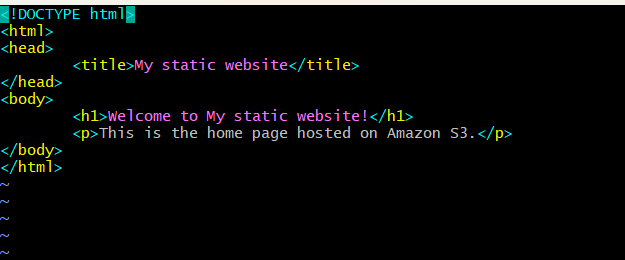 <!DOCTYPE html>
<html>
<head>
        <title>My static website</title>
</head>
<body>
        <h1>Welcome to My static website!</h1>
        <p>This is the home page hosted on Amazon S3.</p>
</body>
</html>
~
~
~
~
~